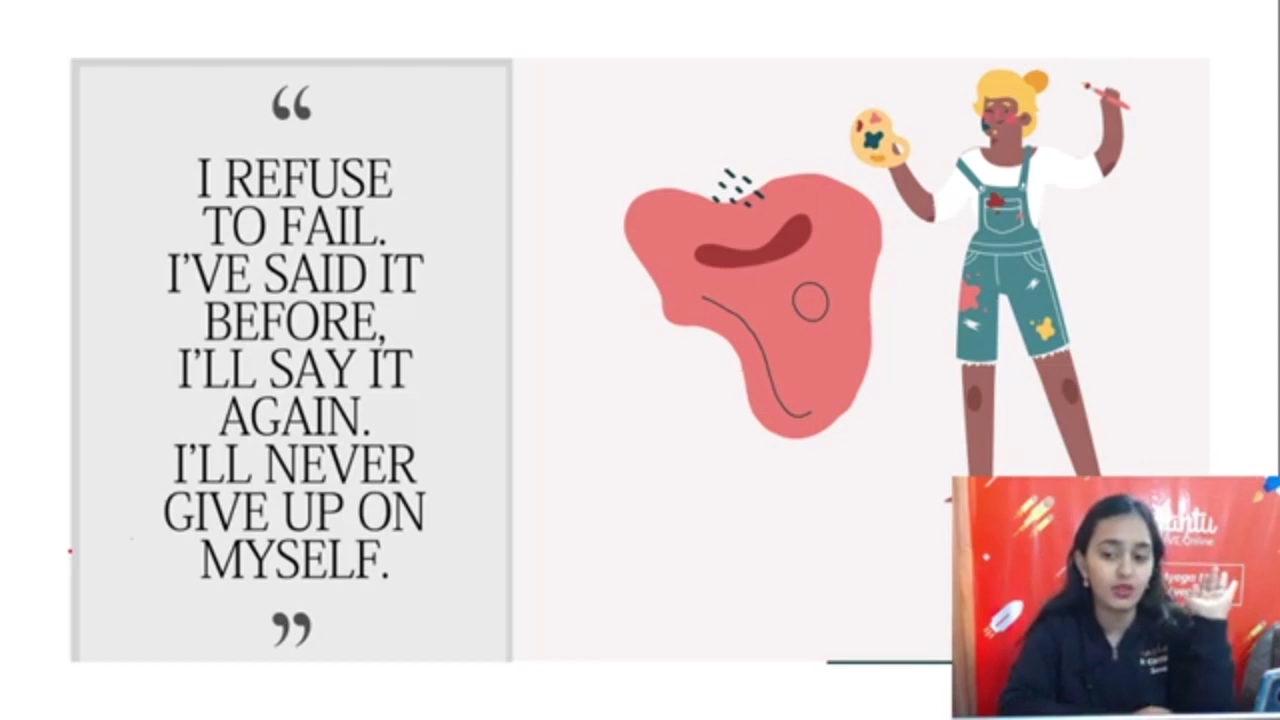 “
I REFUSE
TO FAIL.
I’VE SAID IT
BEFORE,
I’LL SAY IT
AGAIN.
I’LL NEVER
GIVE UP ON
MYSELF.
”